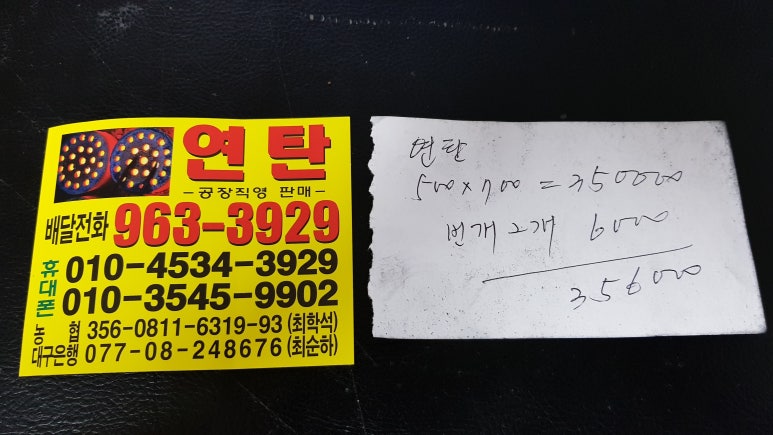 연탄
-공장직영 판매-
배달전화 963-3929
휴대폰 010-4534-3929
010-3545-9902
농협 356-0811-6319-93 (최학석)
대구은행 077-08-248676 (최순하)
연탄
500×700=350000
번개 2개 6000
356000